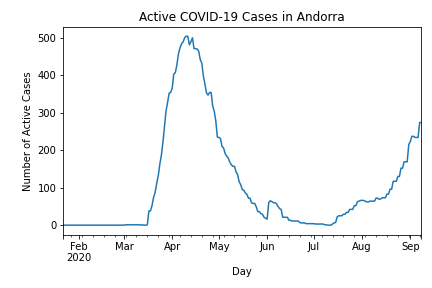 Active COVID-19 Cases in Andorra
Number of Active Cases
500
400
300
200
100
0
Feb Mar Apr May Jun Jul Aug Sep
2020
Day